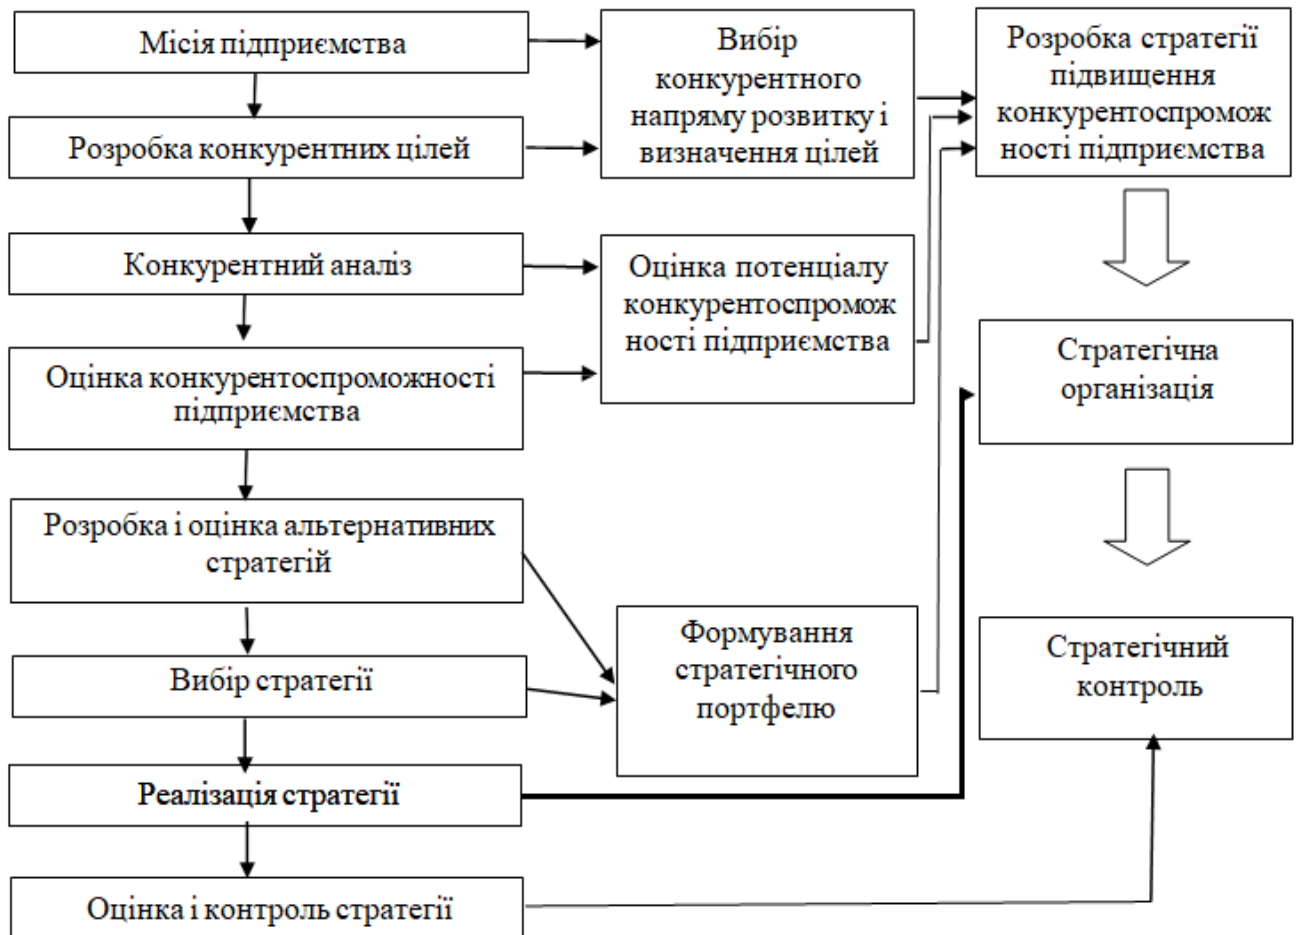 Місія підприємства
Розробка конкурентних цілей
Конкурентний аналіз
Оцінка конкурентоспроможності
підприємства
Розробка і оцінка альтернативних
стратегій
Вибір стратегії
Реалізація стратегії
Оцінка і контроль стратегії
Вибір
конкурентного
напряму розвитку і
визначення цілей
Оцінка потенціалу
конкурентоспромож
ності підприємства
Формування
стратегічного
портфелю
Розробка стратегії
підвищення
конкурентоспромож
ності підприємства
Стратегічна
організація
Стратегічний
контроль